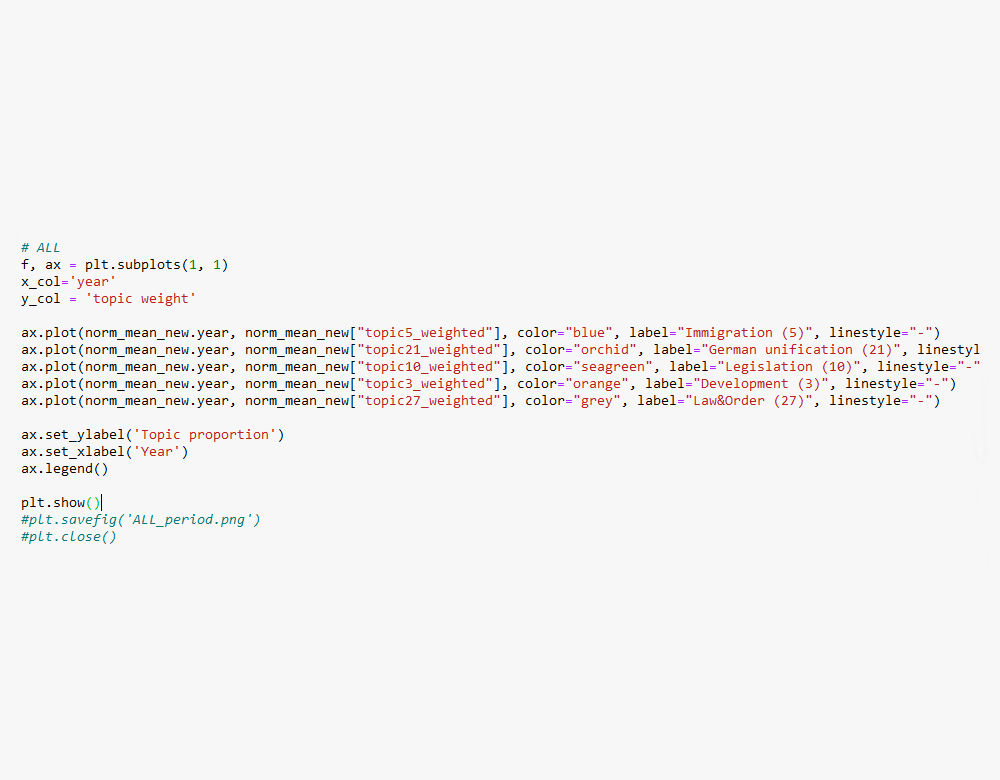 # ALL
f, ax = plt.subplots(1, 1)
x_col='year'
y_col = 'topic weight'
ax.plot(norm_mean_new.year, norm_mean_new["topic5_weighted"], color="blue", label="Immigration (5)", linestyle="-")
ax.plot(norm_mean_new.year, norm_mean_new["topic21_weighted"], color="orchid", label="German unification (21)", linestyl
ax.plot(norm_mean_new.year, norm_mean_new["topic10_weighted"], color="seagreen", label="Legislation (10)", linestyle="-"
ax.plot(norm_mean_new.year, norm_mean_new["topic3_weighted"], color="orange", label="Development (3)", linestyle="-")
ax.plot(norm_mean_new.year, norm_mean_new["topic27_weighted"], color="grey", label="Law&Order (27)", linestyle="-")
ax.set_ylabel('Topic proportion')
ax.set_xlabel('Year')
ax.legend()
plt.show()
#plt.savefig('ALL_period.png')
#plt.close()